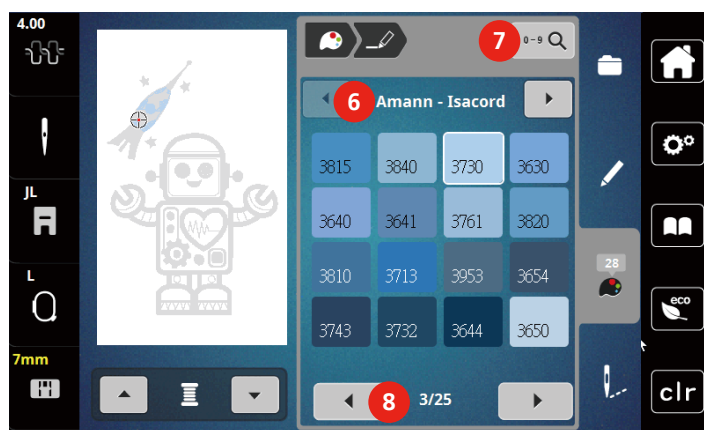 4.00
7
0-9
6
Amann - Isacord
3815 3840 3730 3630
JL
3640 3641 3761 3820
3810 3713 3953 3654
28
L
eco
3743 3732 3644 3650
7mm
8
3/25
clr